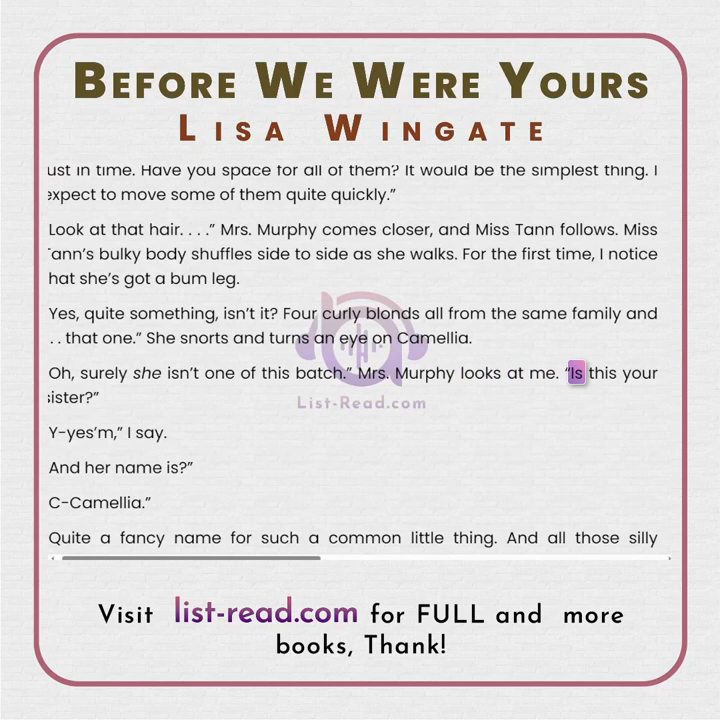 BEFORE WE WERE YOURS
LISA WINGATE
ust in time. Have you space for all of them? It would be the simplest thing. I
expect to move some of them quite quickly.”
Look at that hair. . . .” Mrs. Murphy comes closer, and Miss Tann follows. Miss
Tann’s bulky body shuffles side to side as she walks. For the first time, I notice
hat she’s got a bum leg.
Yes, quite something, isn’t it? Four curly blonds all from the same family and
. . that one.” She snorts and turns an eye on Camellia.
Oh, surely she isn’t one of this batch.” Mrs. Murphy looks at me. “Is this your
sister?”
List-Read.com
Y-yes’m,” I say.
And her name is?”
C-Camellia.”
Quite a fancy name for such a common little thing. And all those silly
Visit list-read.com for FULL and more
books, Thank!